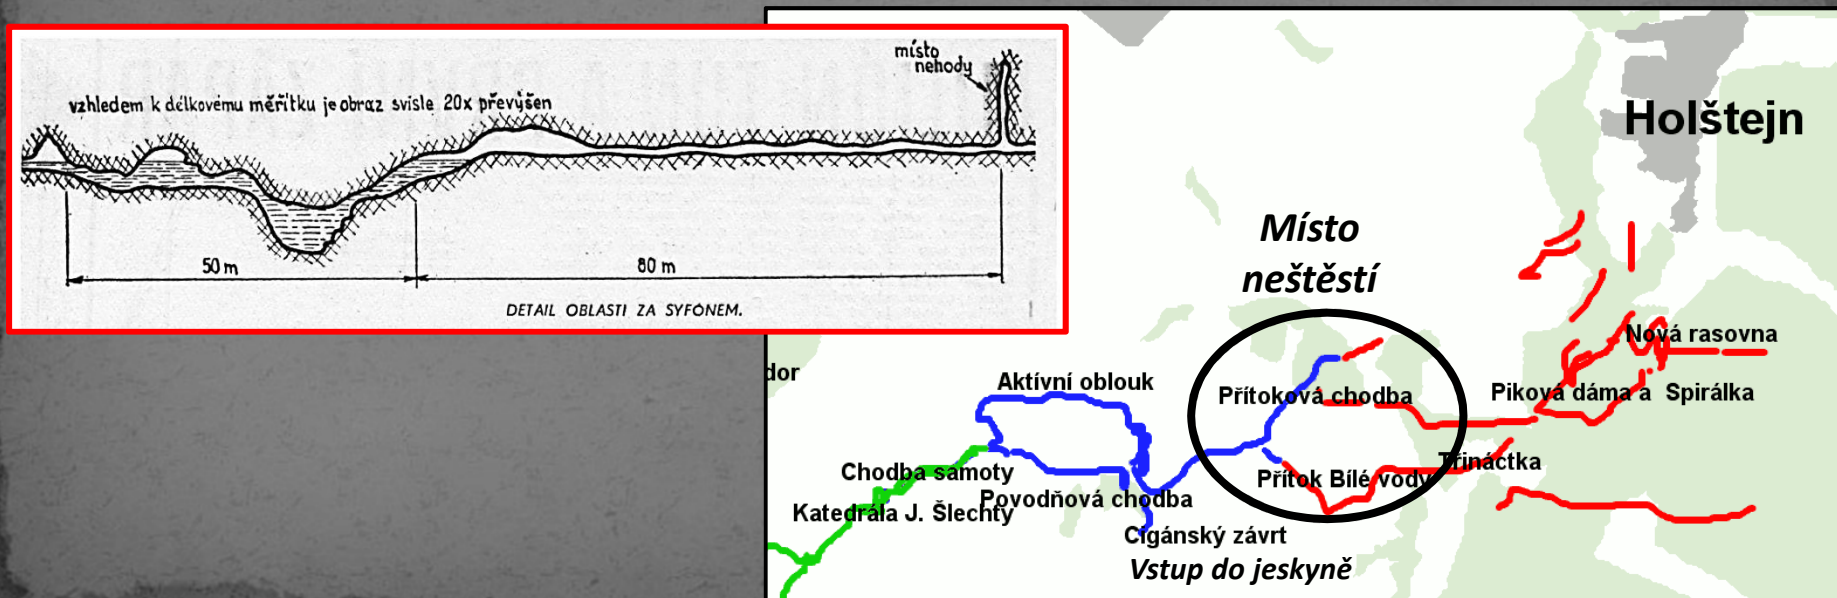 místo
nehody
vzhledem k délkovému měřítku je obraz svisle 20x převýšen
50 m
80 m
DETAIL OBLASTI ZA SYFONEM.
Holštejn
Místo
neštěstí
Nová rasovna
dor
Aktívní oblouk
Přítoková chodba
Piková dáma a Spirálka
Chodba samoty
Třináctka
Přítok Bílé vody
Povodňová chodba
Katedrála J. Šlechty
Cigánský závrt
Vstup do jeskyně